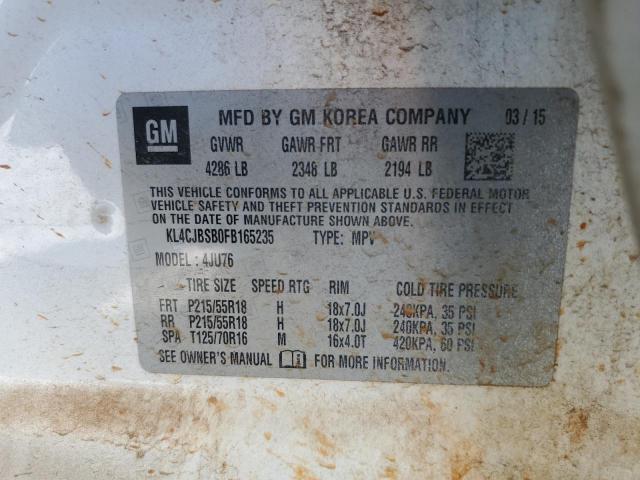 GM
MFD BY GM KOREA COMPANY 03/15
GVWR GAWR FRT GAWR RR
4286 LB 2348 LB 2194 LB
THIS VEHICLE CONFORMS TO ALL APPLICABLE U.S. FEDERAL MOTOR
VEHICLE SAFETY AND THEFT PREVENTION STANDARDS IN EFFECT
ON THE DATE OF MANUFACTURE SHOWN ABOVE.
KL4CJBSB0FB165235 TYPE: MPV
MODEL: 4JU76
TIRE SIZE SPEED RTG RIM COLD TIRE PRESSURE
FRT P215/55R18 H 18x7.0J 240KPA, 35 PSI
RR P215/55R18 H 18x7.0J 240KPA, 35 PSI
SPA T125/70R16 M 16x4.0T 420KPA, 60 PSI
SEE OWNER'S MANUAL FOR MORE INFORMATION.